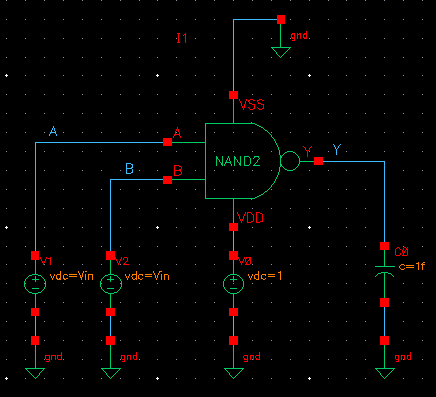 I1
gnd
VSS
A
A
Y
Y
NAND2
B
B
VDD
V1
vdc=Vin
V2
vdc=Vin
V0
vdc=1
C0
c=1f
gnd
gnd
gnd
gnd